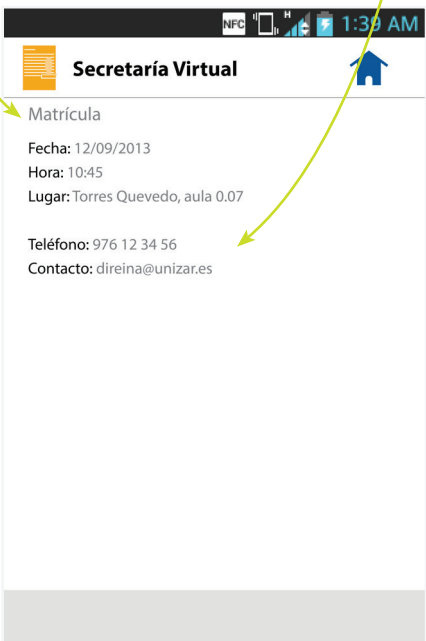 NFC H 1:39 AM
Secretaría Virtual
Matrícula
Fecha: 12/09/2013
Hora: 10:45
Lugar: Torres Quevedo, aula 0.07
Teléfono: 976 12 34 56
Contacto: direina@unizar.es